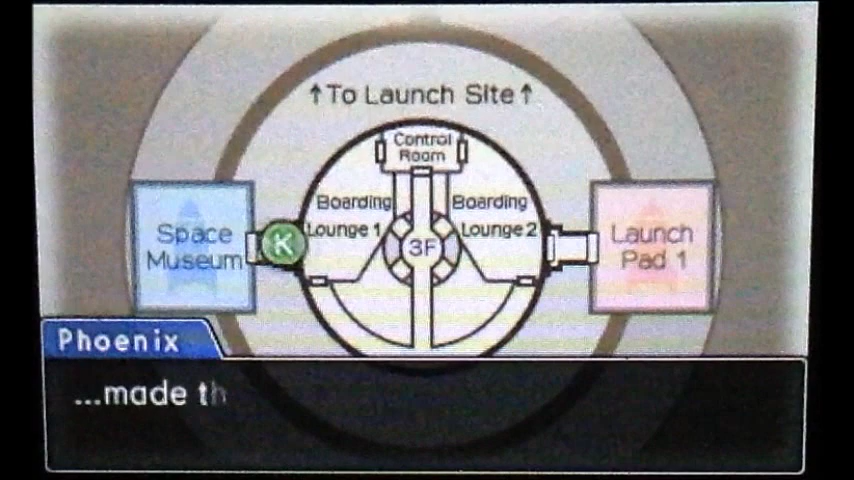 ↑To Launch Site↑
Control
Room
Boarding
Lounge 1
Boarding
Lounge 2
3F
Space
Museum
K
Launch
Pad 1
Phoenix
...made th